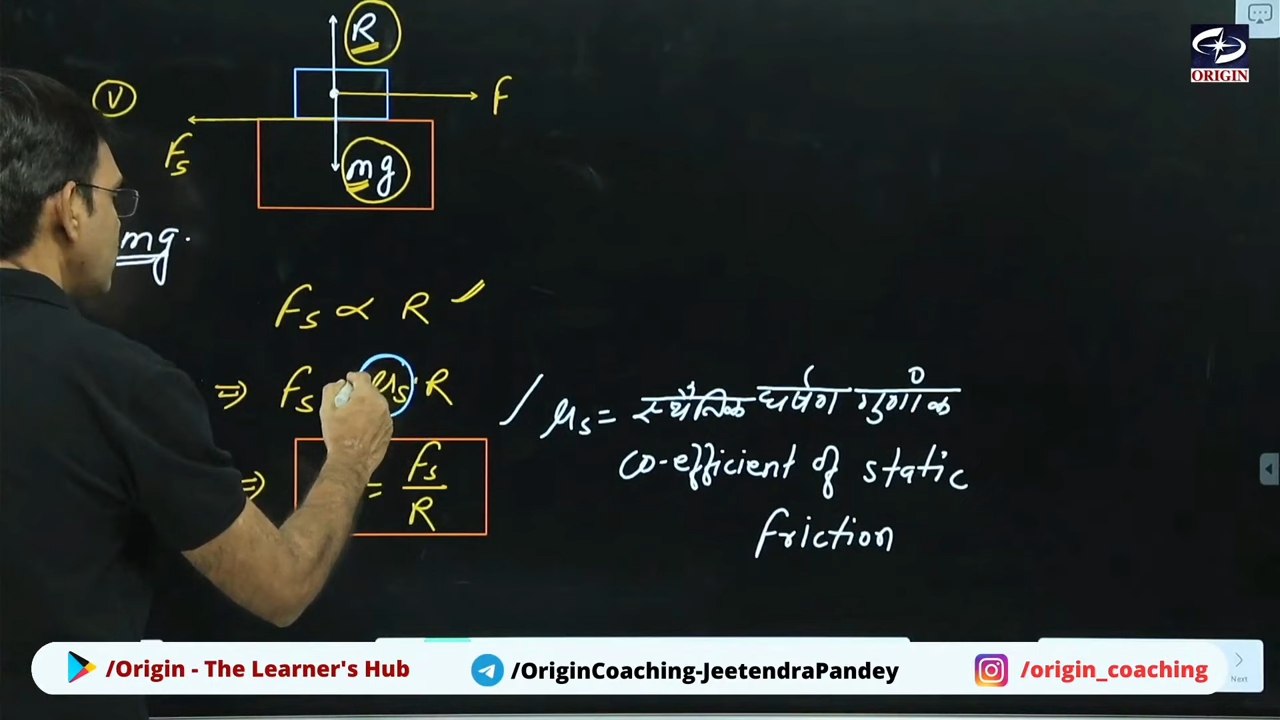 R
ORIGIN
V
F
Fs
mg
mg.
Fs ∝ R
⇒ Fs μs · R
μs = स्थैतिक घर्षण गुणांक
⇒ = Fs/R
co-efficient of static
friction
/Origin - The Learner's Hub
/OriginCoaching-JeetendraPandey
/origin_coaching
Next